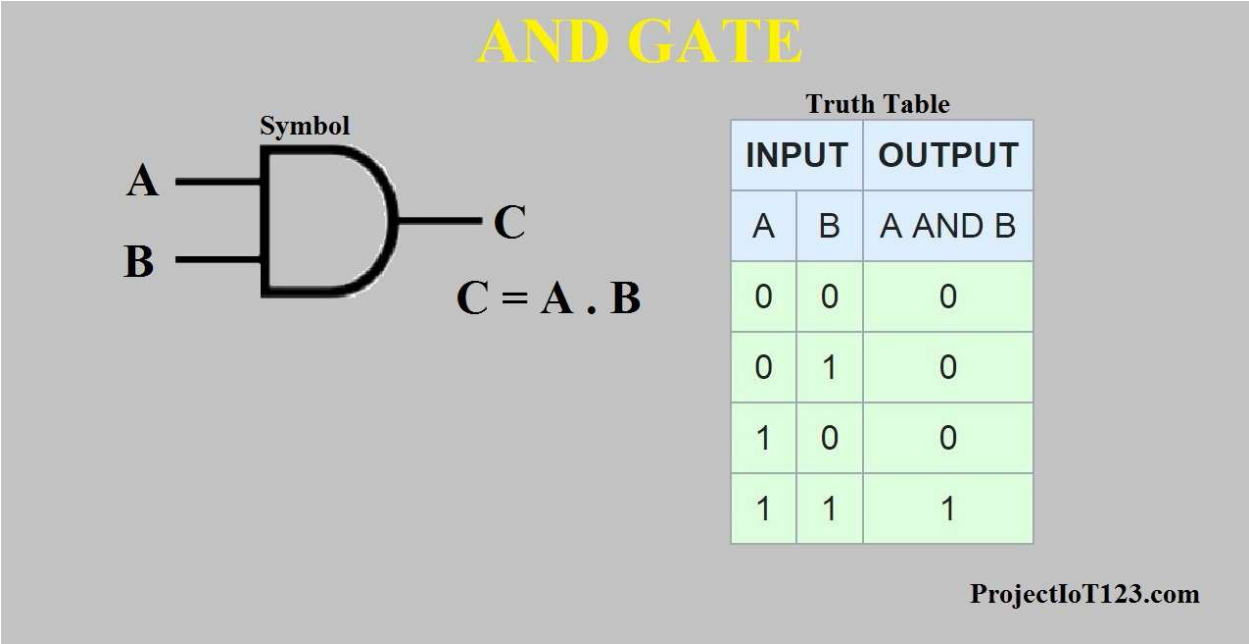 AND GATE
Symbol
A
B
C
C = A . B
Truth Table
INPUT OUTPUT
A B A AND B
0 0 0
0 1 0
1 0 0
1 1 1
ProjectIoT123.com